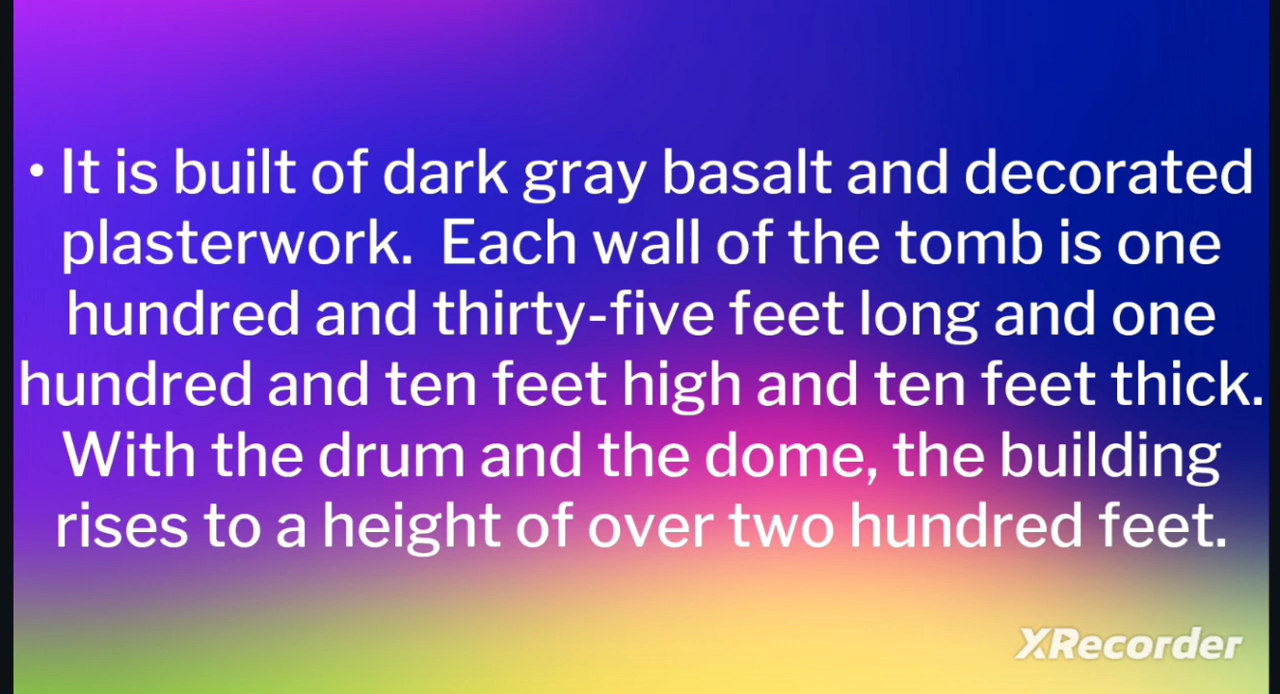 • It is built of dark gray basalt and decorated
plasterwork.  Each wall of the tomb is one
hundred and thirty-five feet long and one
hundred and ten feet high and ten feet thick.
With the drum and the dome, the building
rises to a height of over two hundred feet.
XRecorder